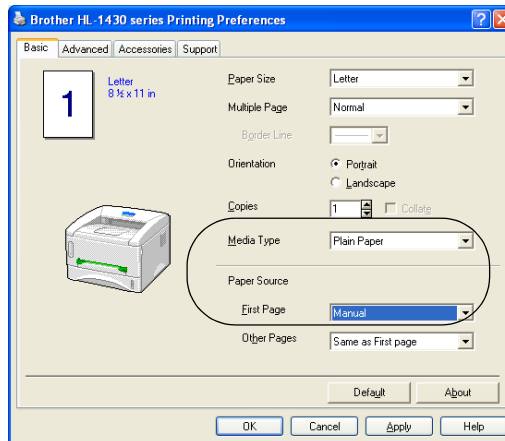 Brother HL-1430 series Printing Preferences
Basic Advanced Accessories Support
1
Letter
8 ½ x 11 in
Paper Size Letter
Multiple Page Normal
Border Line
Orientation Portrait
Landscape
Copies 1 Collate
Media Type Plain Paper
Paper Source
First Page Manual
Other Pages Same as First page
Default About
OK Cancel Apply Help